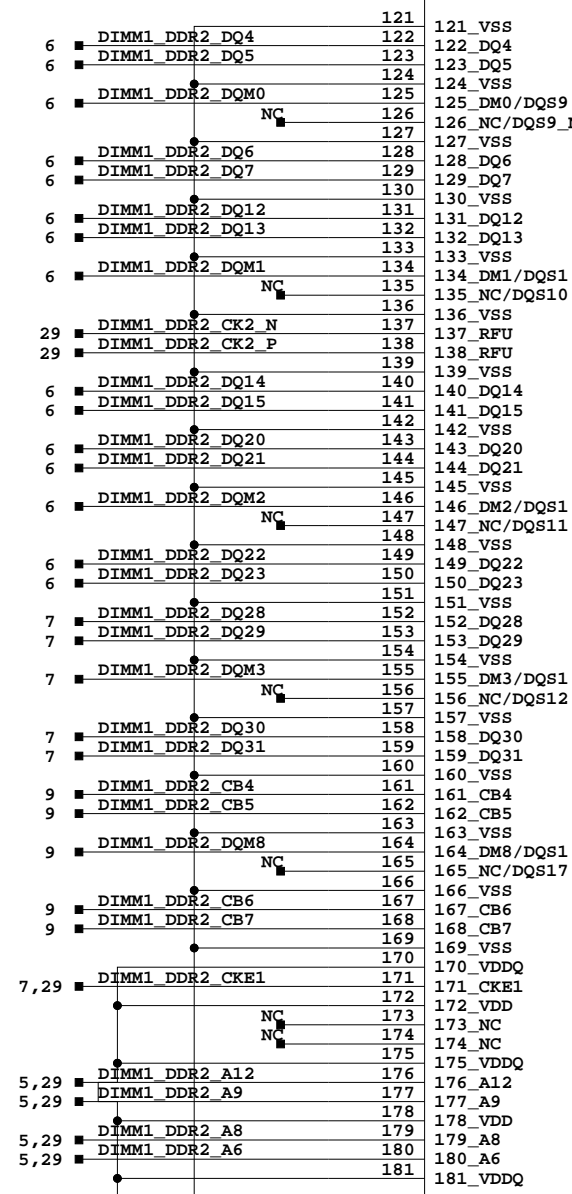 121 121_VSS
6 DIMM1_DDR2_DQ4 122 122_DQ4
6 DIMM1_DDR2_DQ5 123 123_DQ5
124 124_VSS
6 DIMM1_DDR2_DQM0 125 125_DM0/DQS9
NC 126 126_NC/DQS9_
127 127_VSS
6 DIMM1_DDR2_DQ6 128 128_DQ6
6 DIMM1_DDR2_DQ7 129 129_DQ7
130 130_VSS
6 DIMM1_DDR2_DQ12 131 131_DQ12
6 DIMM1_DDR2_DQ13 132 132_DQ13
133 133_VSS
6 DIMM1_DDR2_DQM1 134 134_DM1/DQS1
NC 135 135_NC/DQS10
136 136_VSS
29 DIMM1_DDR2_CK2_N 137 137_RFU
29 DIMM1_DDR2_CK2_P 138 138_RFU
139 139_VSS
6 DIMM1_DDR2_DQ14 140 140_DQ14
6 DIMM1_DDR2_DQ15 141 141_DQ15
142 142_VSS
6 DIMM1_DDR2_DQ20 143 143_DQ20
6 DIMM1_DDR2_DQ21 144 144_DQ21
145 145_VSS
6 DIMM1_DDR2_DQM2 146 146_DM2/DQS1
NC 147 147_NC/DQS11
148 148_VSS
6 DIMM1_DDR2_DQ22 149 149_DQ22
6 DIMM1_DDR2_DQ23 150 150_DQ23
151 151_VSS
7 DIMM1_DDR2_DQ28 152 152_DQ28
7 DIMM1_DDR2_DQ29 153 153_DQ29
154 154_VSS
7 DIMM1_DDR2_DQM3 155 155_DM3/DQS1
NC 156 156_NC/DQS12
157 157_VSS
7 DIMM1_DDR2_DQ30 158 158_DQ30
7 DIMM1_DDR2_DQ31 159 159_DQ31
160 160_VSS
9 DIMM1_DDR2_CB4 161 161_CB4
9 DIMM1_DDR2_CB5 162 162_CB5
163 163_VSS
9 DIMM1_DDR2_DQM8 164 164_DM8/DQS1
NC 165 165_NC/DQS17
166 166_VSS
9 DIMM1_DDR2_CB6 167 167_CB6
9 DIMM1_DDR2_CB7 168 168_CB7
169 169_VSS
170 170_VDDQ
7,29 DIMM1_DDR2_CKE1 171 171_CKE1
172 172_VDD
NC 173 173_NC
NC 174 174_NC
175 175_VDDQ
5,29 DIMM1_DDR2_A12 176 176_A12
5,29 DIMM1_DDR2_A9 177 177_A9
178 178_VDD
5,29 DIMM1_DDR2_A8 179 179_A8
5,29 DIMM1_DDR2_A6 180 180_A6
181 181_VDDQ